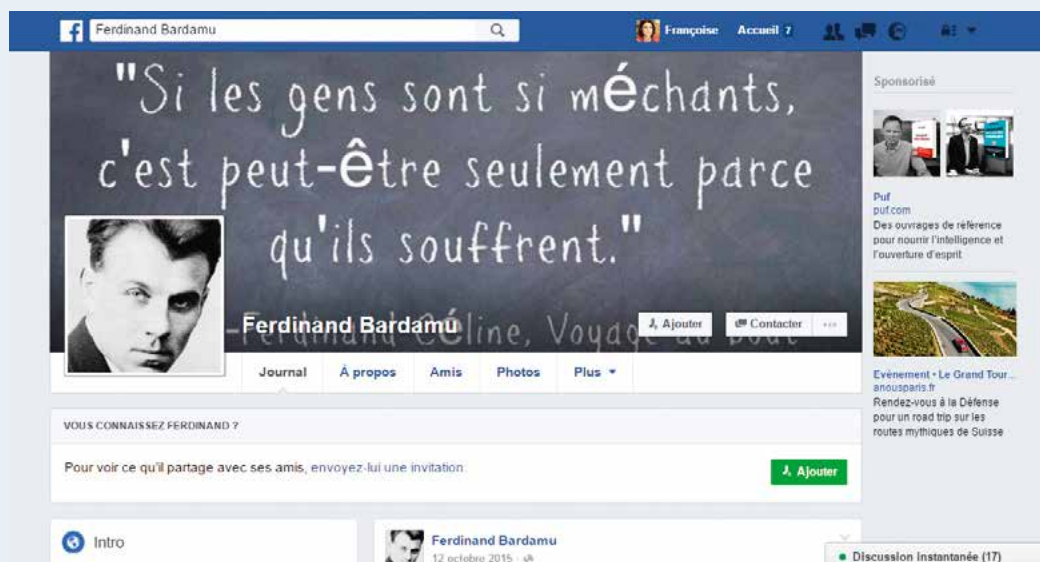 Ferdinand Bardamu
Françoise Accueil 7
"Si les gens sont si méchants,
c'est peut-être seulement parce
qu'ils souffrent."
-Ferdinand Céline, Voyage au bout
Ferdinand Bardamu
Ajouter
Contacter
...
Journal À propos Amis Photos Plus
VOUS CONNAISSEZ FERDINAND ?
Pour voir ce qu'il partage avec ses amis, envoyez-lui une invitation.
Ajouter
Intro
Ferdinand Bardamu
12 octobre 2015 ·
Sponsorisé
Puf
puf.com
Des ouvrages de référence
pour nourrir l'intelligence et
l'ouverture d'esprit
Evènement • Le Grand Tour...
anousparis.fr
Rendez-vous à la Défense
pour un road trip sur les
routes mythiques de Suisse
Discussion instantanée (17)